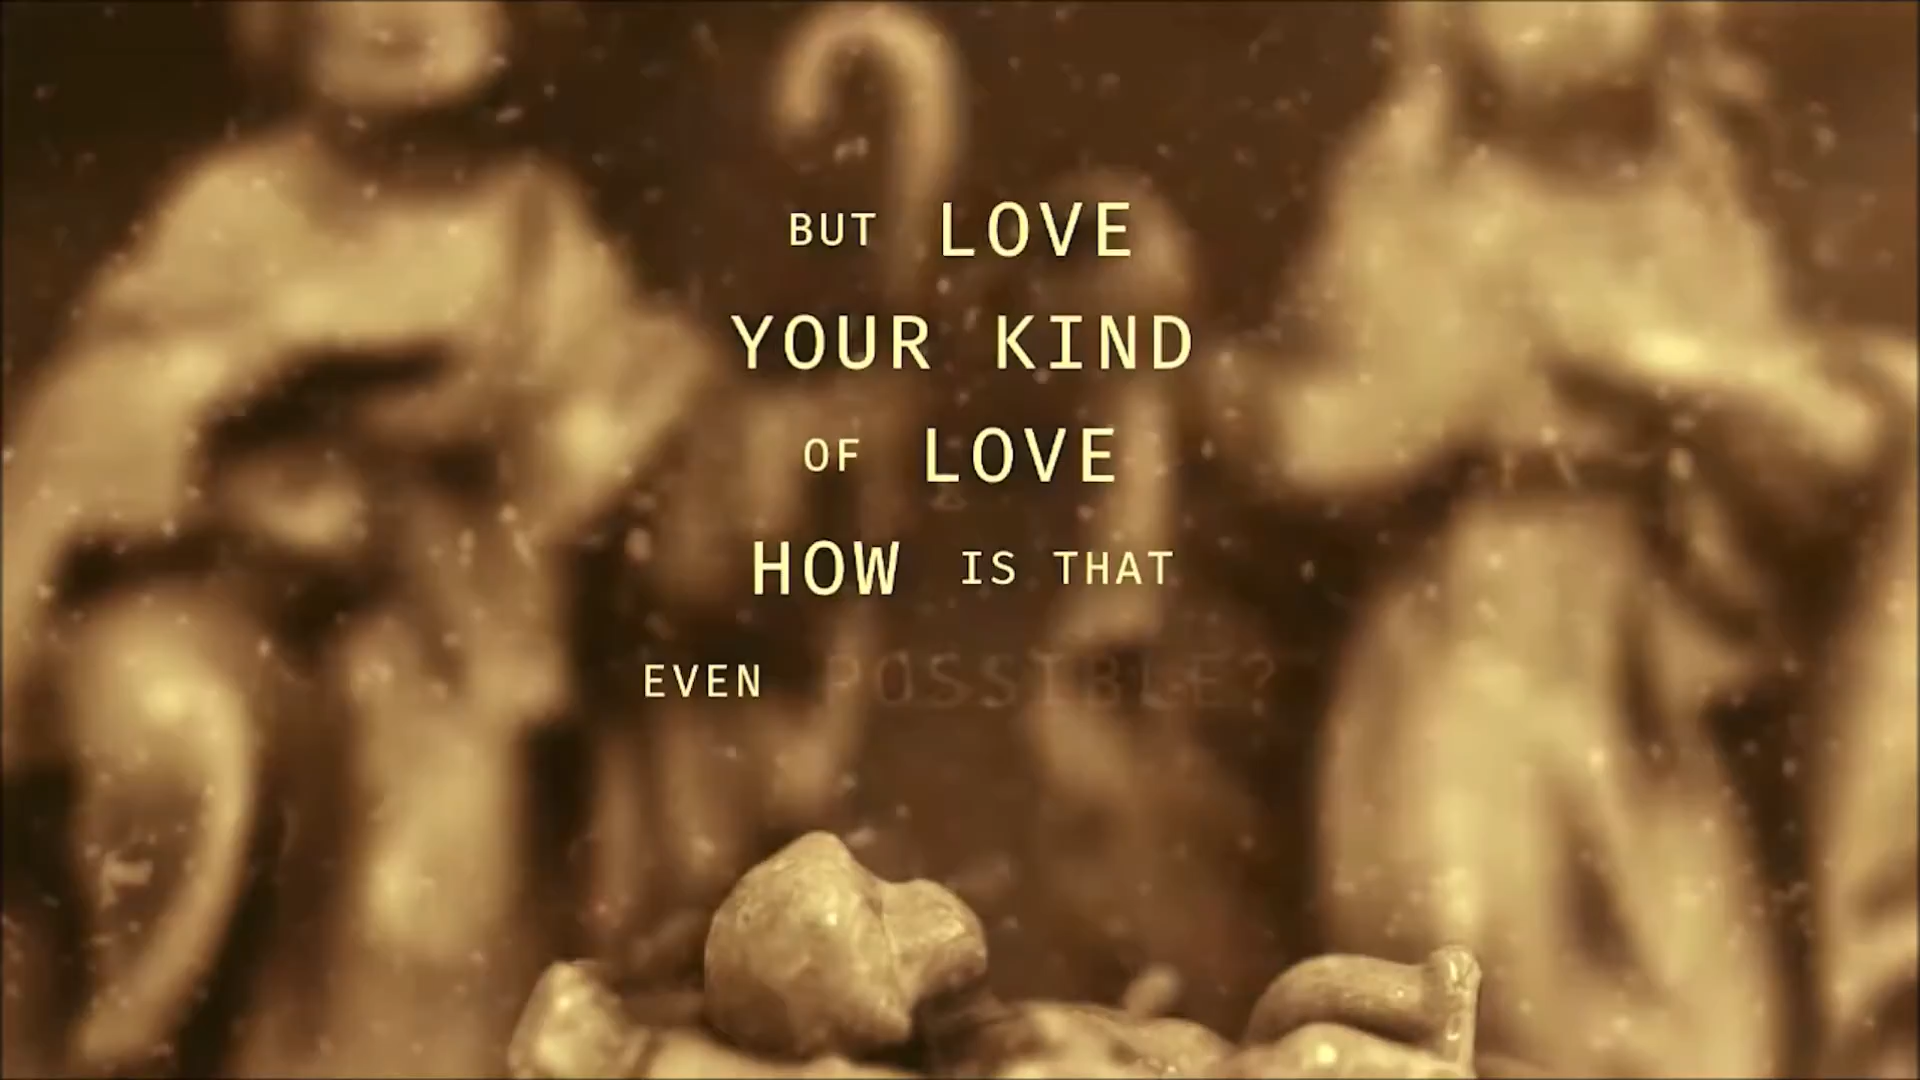 BUT LOVE
YOUR KIND
OF LOVE
HOW IS THAT
EVEN POSSIBLE?